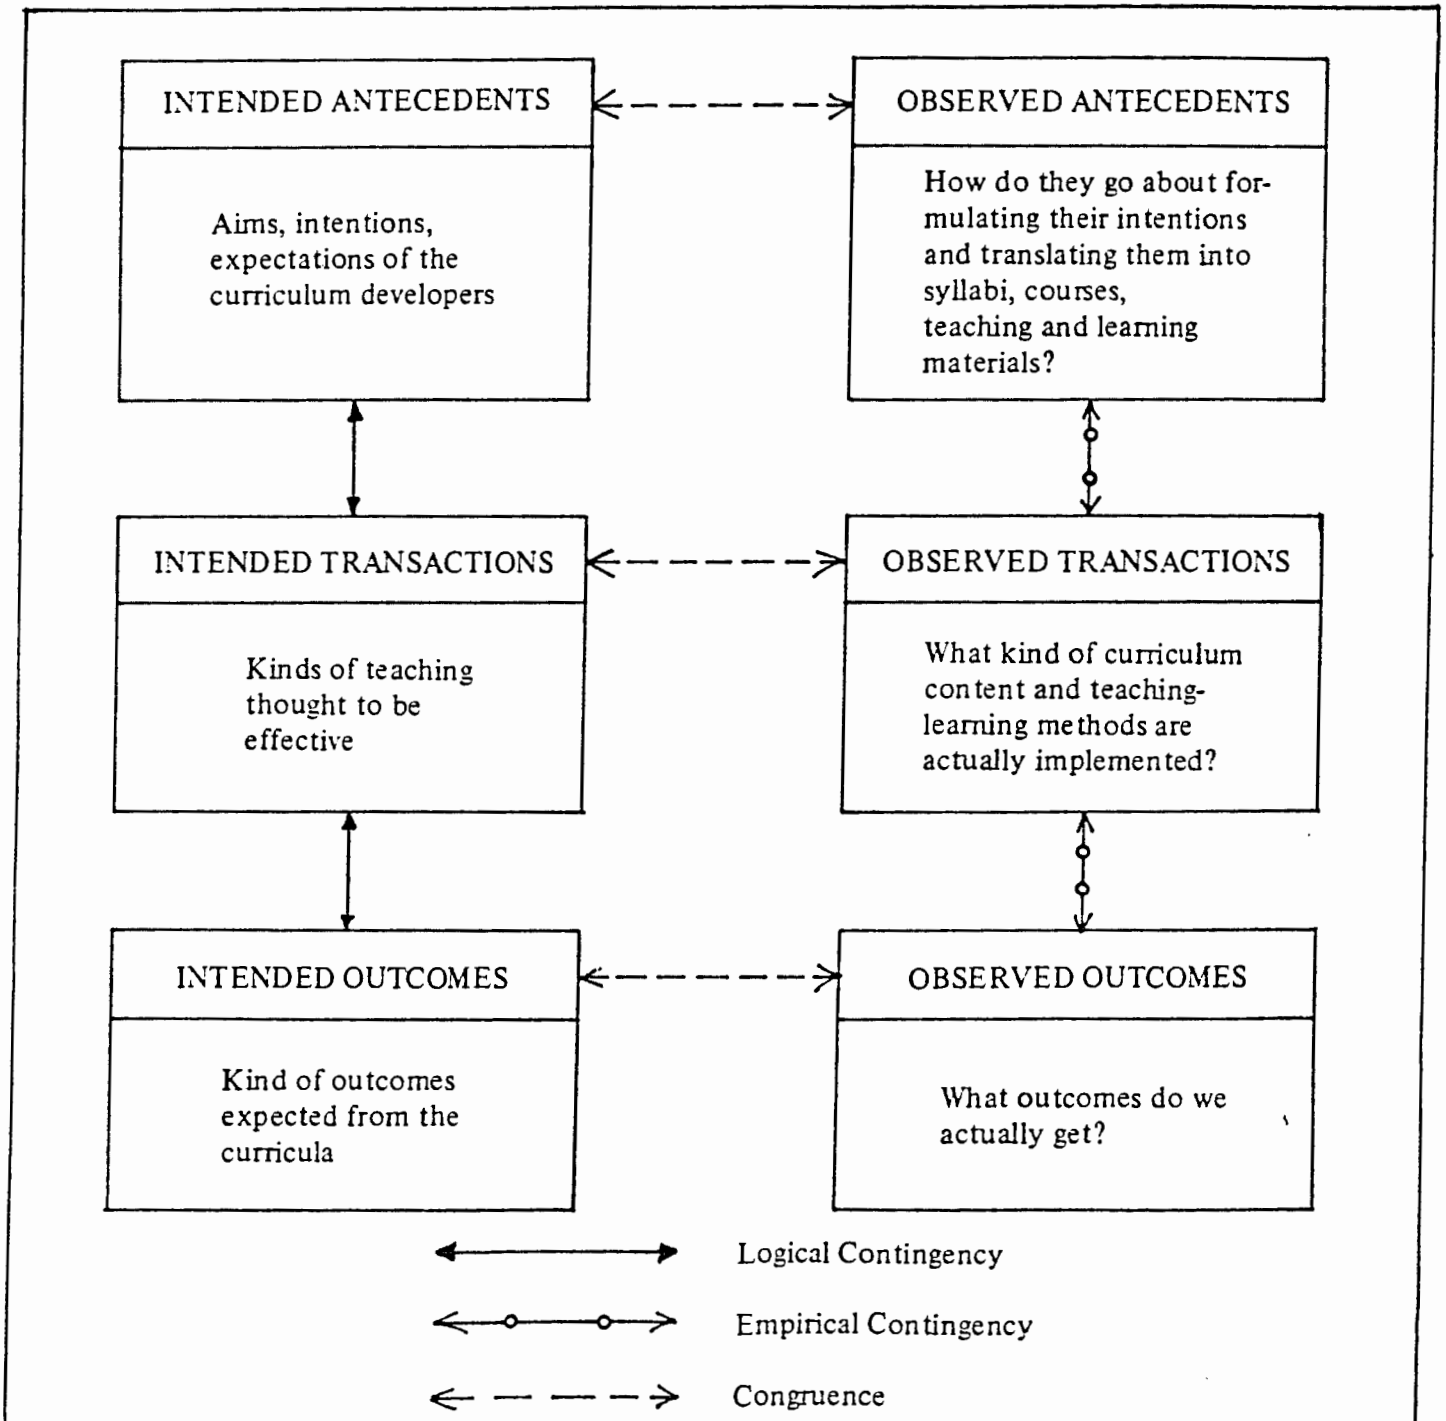 INTENDED ANTECEDENTS
Aims, intentions,
expectations of the
curriculum developers
OBSERVED ANTECEDENTS
How do they go about for-
mulating their intentions
and translating them into
syllabi, courses,
teaching and learning
materials?
INTENDED TRANSACTIONS
Kinds of teaching
thought to be
effective
OBSERVED TRANSACTIONS
What kind of curriculum
content and teaching-
learning methods are
actually implemented?
INTENDED OUTCOMES
Kind of outcomes
expected from the
curricula
OBSERVED OUTCOMES
What outcomes do we
actually get?
Logical Contingency
Empirical Contingency
Congruence